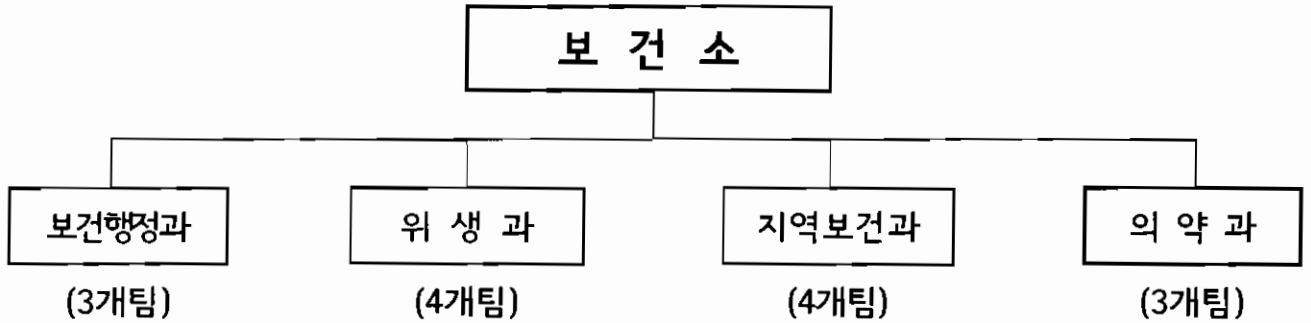 보 건 소
보건행정과 위 생 과 지역보건과 의 약 과
(3개팀) (4개팀) (4개팀) (3개팀)